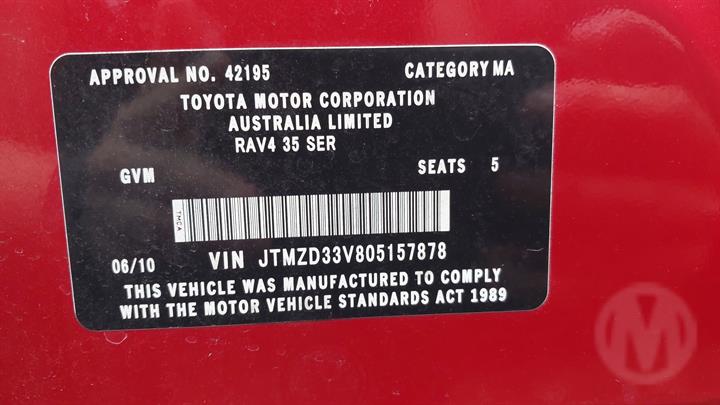 APPROVAL NO. 42195 CATEGORY MA
TOYOTA MOTOR CORPORATION
AUSTRALIA LIMITED
RAV4 35 SER
GVM SEATS 5
TMCA
06/10 VIN JTMZD33V805157878
THIS VEHICLE WAS MANUFACTURED TO COMPLY
WITH THE MOTOR VEHICLE STANDARDS ACT 1989
M